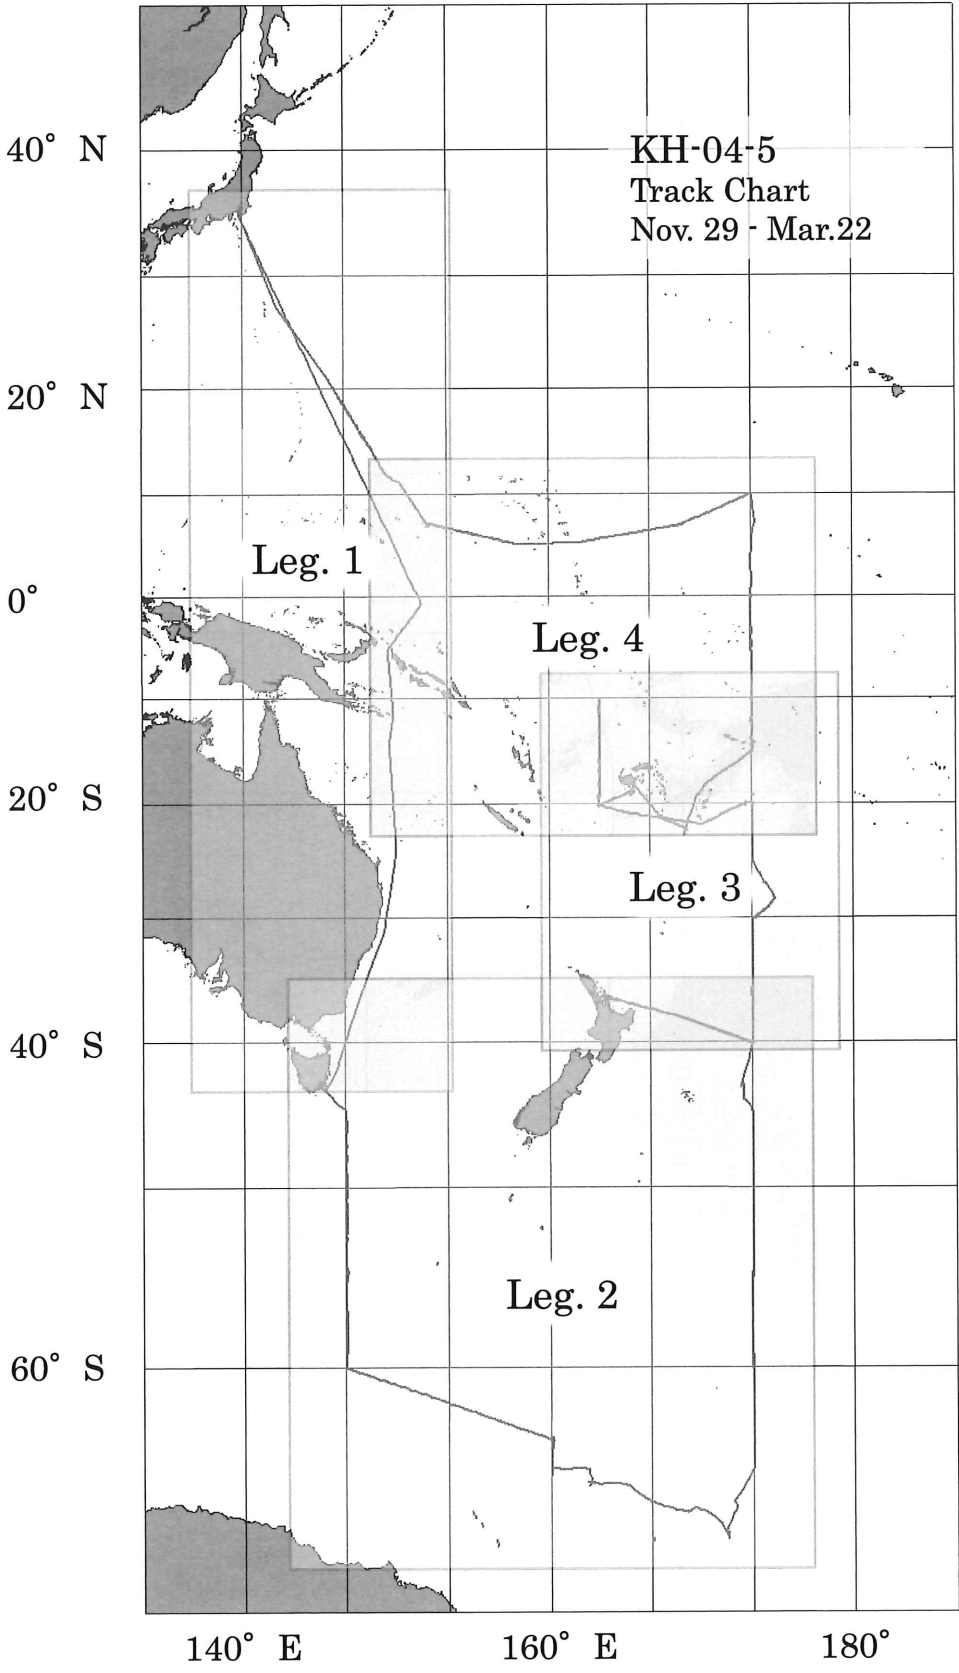 40° N
KH-04-5
Track Chart
Nov. 29 - Mar.22
20° N
Leg. 1
0°
Leg. 4
20° S
Leg. 3
40° S
Leg. 2
60° S
140° E
160° E
180°